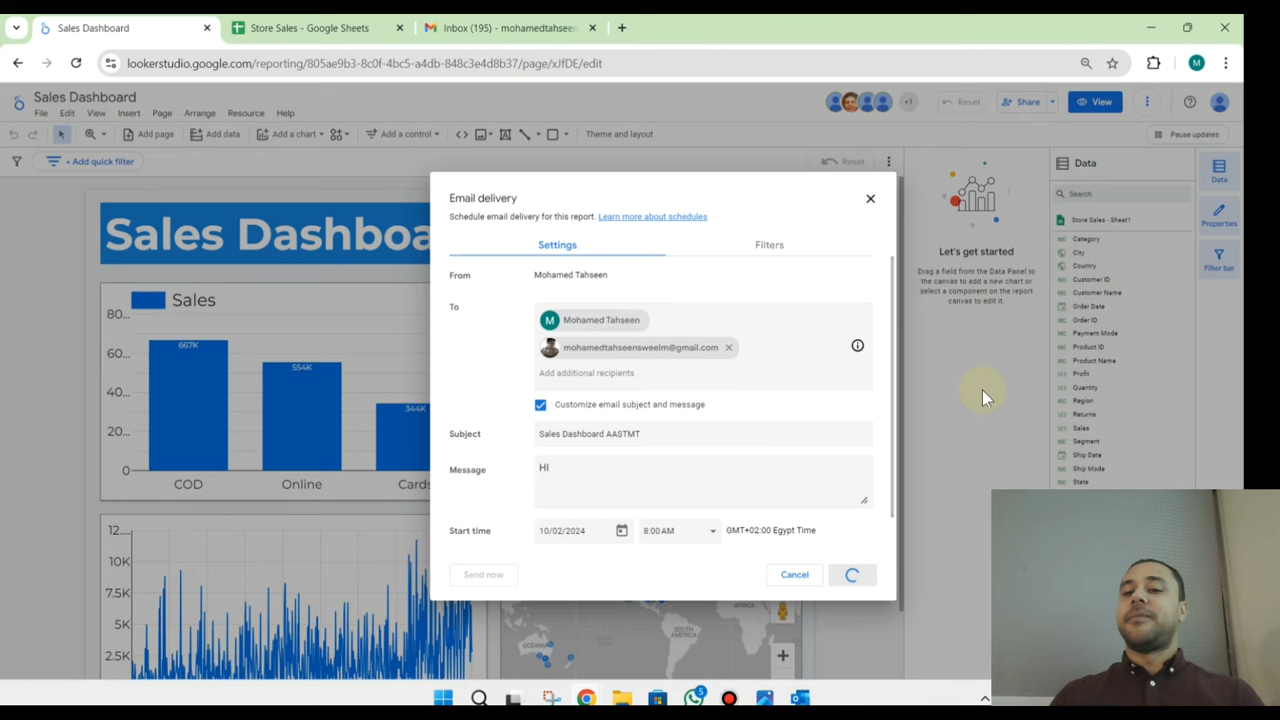 Sales Dashboard
Store Sales - Google Sheets
Inbox (195) - mohamedtahseen
lookerstudio.google.com/reporting/805ae9b3-8c0f-4bc5-a4db-848c3e4d8b37/page/xJfDE/edit
Sales Dashboard
File Edit View Insert Page Arrange Resource Help
+1
Reset
Share
View
Add page
Add data
Add a chart
Add a control
Theme and layout
Pause updates
+ Add quick filter
Reset
Sales Dashboa
Sales
80...
60...
40...
20...
0
667K
554K
344K
COD
Online
Cards
12....
10K
7.5K
5K
2.5K
Email delivery
Schedule email delivery for this report. Learn more about schedules
Settings
Filters
From
Mohamed Tahseen
To
M
Mohamed Tahseen
mohamedtahseensweelm@gmail.com
Add additional recipients
Customize email subject and message
Subject
Sales Dashboard AASTMT
Message
HI
Start time
10/02/2024
8:00 AM
GMT+02:00 Egypt Time
Send now
Cancel
AFRICA
SOUTH
AMERICA
OCEANIA
Let's get started
Drag a field from the Data Panel
to the canvas to add a new chart or
select a component on the report
canvas to edit it.
Data
Search
Store Sales - Sheet1
Category
City
Country
Customer ID
Customer Name
Order Date
Order ID
Payment Mode
Product ID
Product Name
Profit
Quantity
Region
Returns
Sales
Segment
Ship Date
Ship Mode
State
Data
Properties
Filter bar
M
5